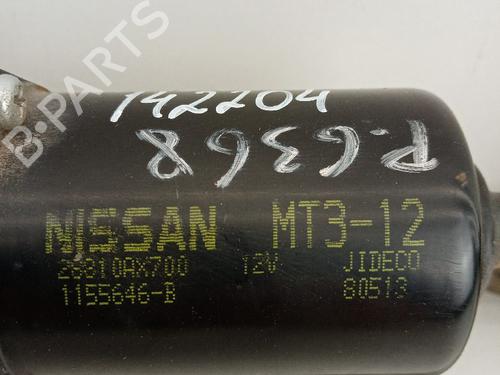 B-PARTS
142204
P.6368
NISSAN MT3-12
28810AX700 12V JIDECO
1155646-B 80513